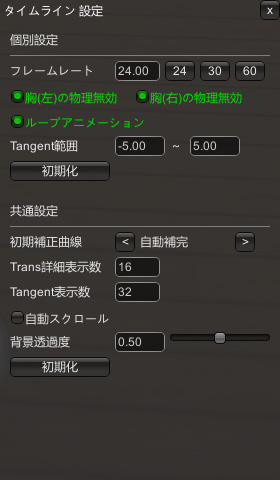 タイムライン 設定 x
個別設定
フレームレート 24.00 24 30 60
胸(左)の物理無効 胸(右)の物理無効
ループアニメーション
Tangent範囲 -5.00 ~ 5.00
初期化
共通設定
初期補正曲線 < 自動補完 >
Trans詳細表示数 16
Tangent表示数 32
自動スクロール
背景透過度 0.50
初期化